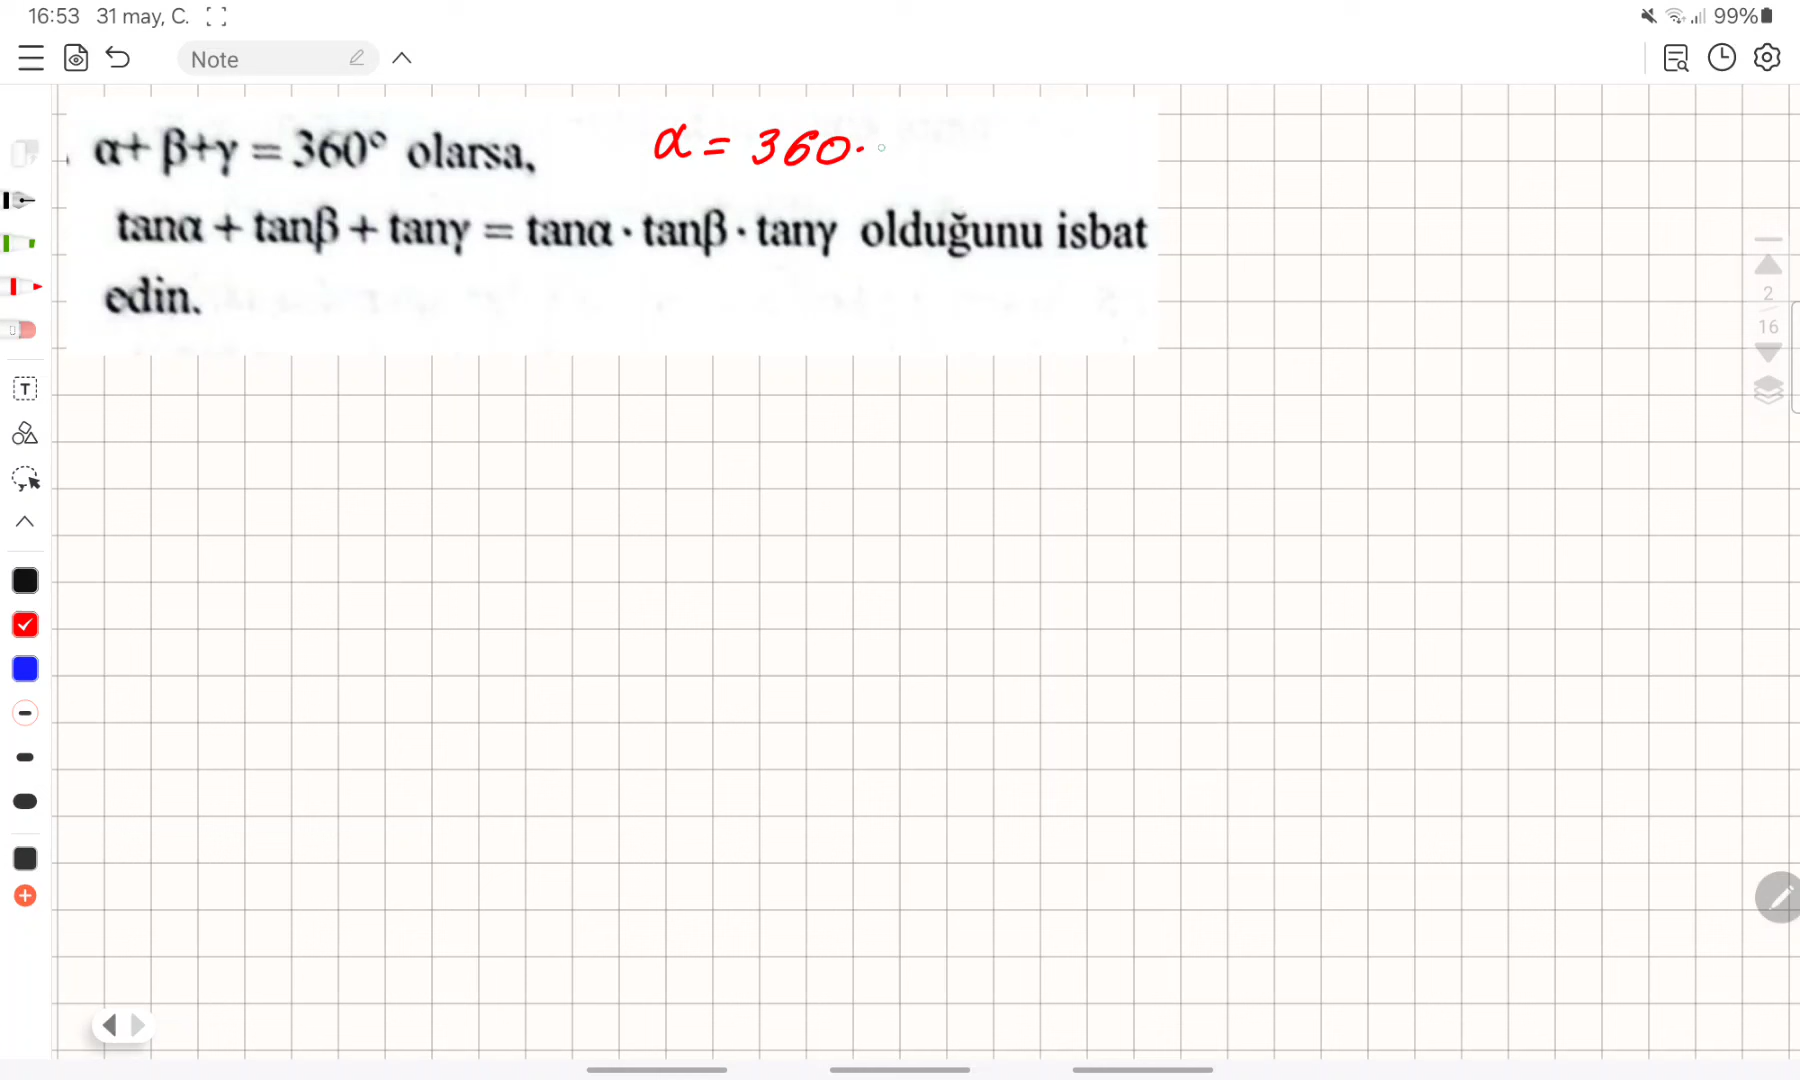 16:53 31 may, C. 99%
Note
α+ β+γ = 360° olarsa,
α = 360·
tanα + tanβ + tanγ = tanα · tanβ · tanγ olduğunu isbat
edin.
T
2
16